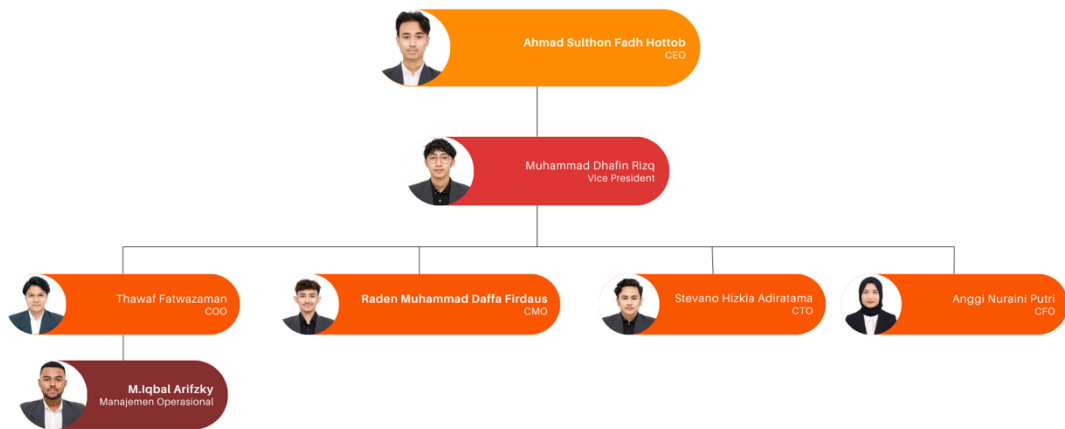 Ahmad Sulthon Fadh Hottob
CEO
Muhammad Dhafin Rizq
Vice President
Thawaf Fatwazaman
COO
Raden Muhammad Daffa Firdaus
CMO
Stevano Hizkia Adiratama
CTO
Anggi Nuraini Putri
CFO
M.Iqbal Arifzky
Manajemen Operasional